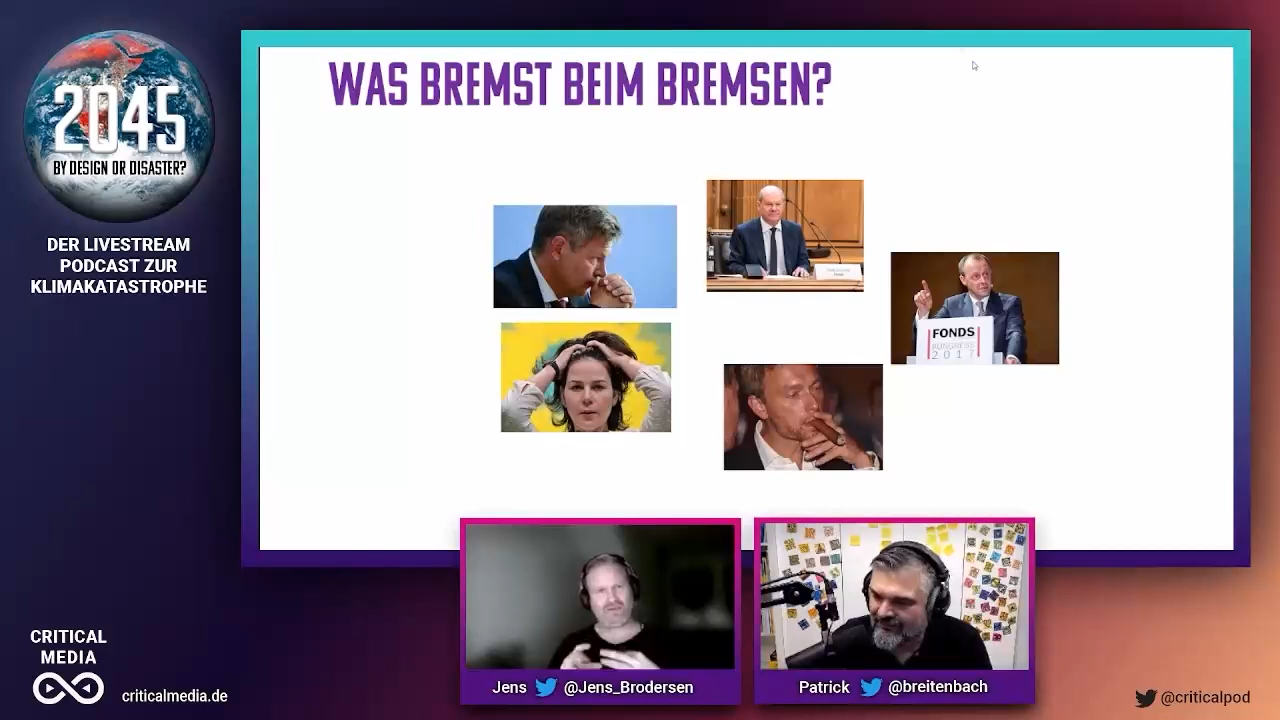 2045
BY DESIGN OR DISASTER?
DER LIVESTREAM
PODCAST ZUR
KLIMAKATASTROPHE
WAS BREMST BEIM BREMSEN?
FONDS
KONGRESS
2017
CRITICAL
MEDIA
criticalmedia.de
Jens @Jens_Brodersen
Patrick @breitenbach
@criticalpod